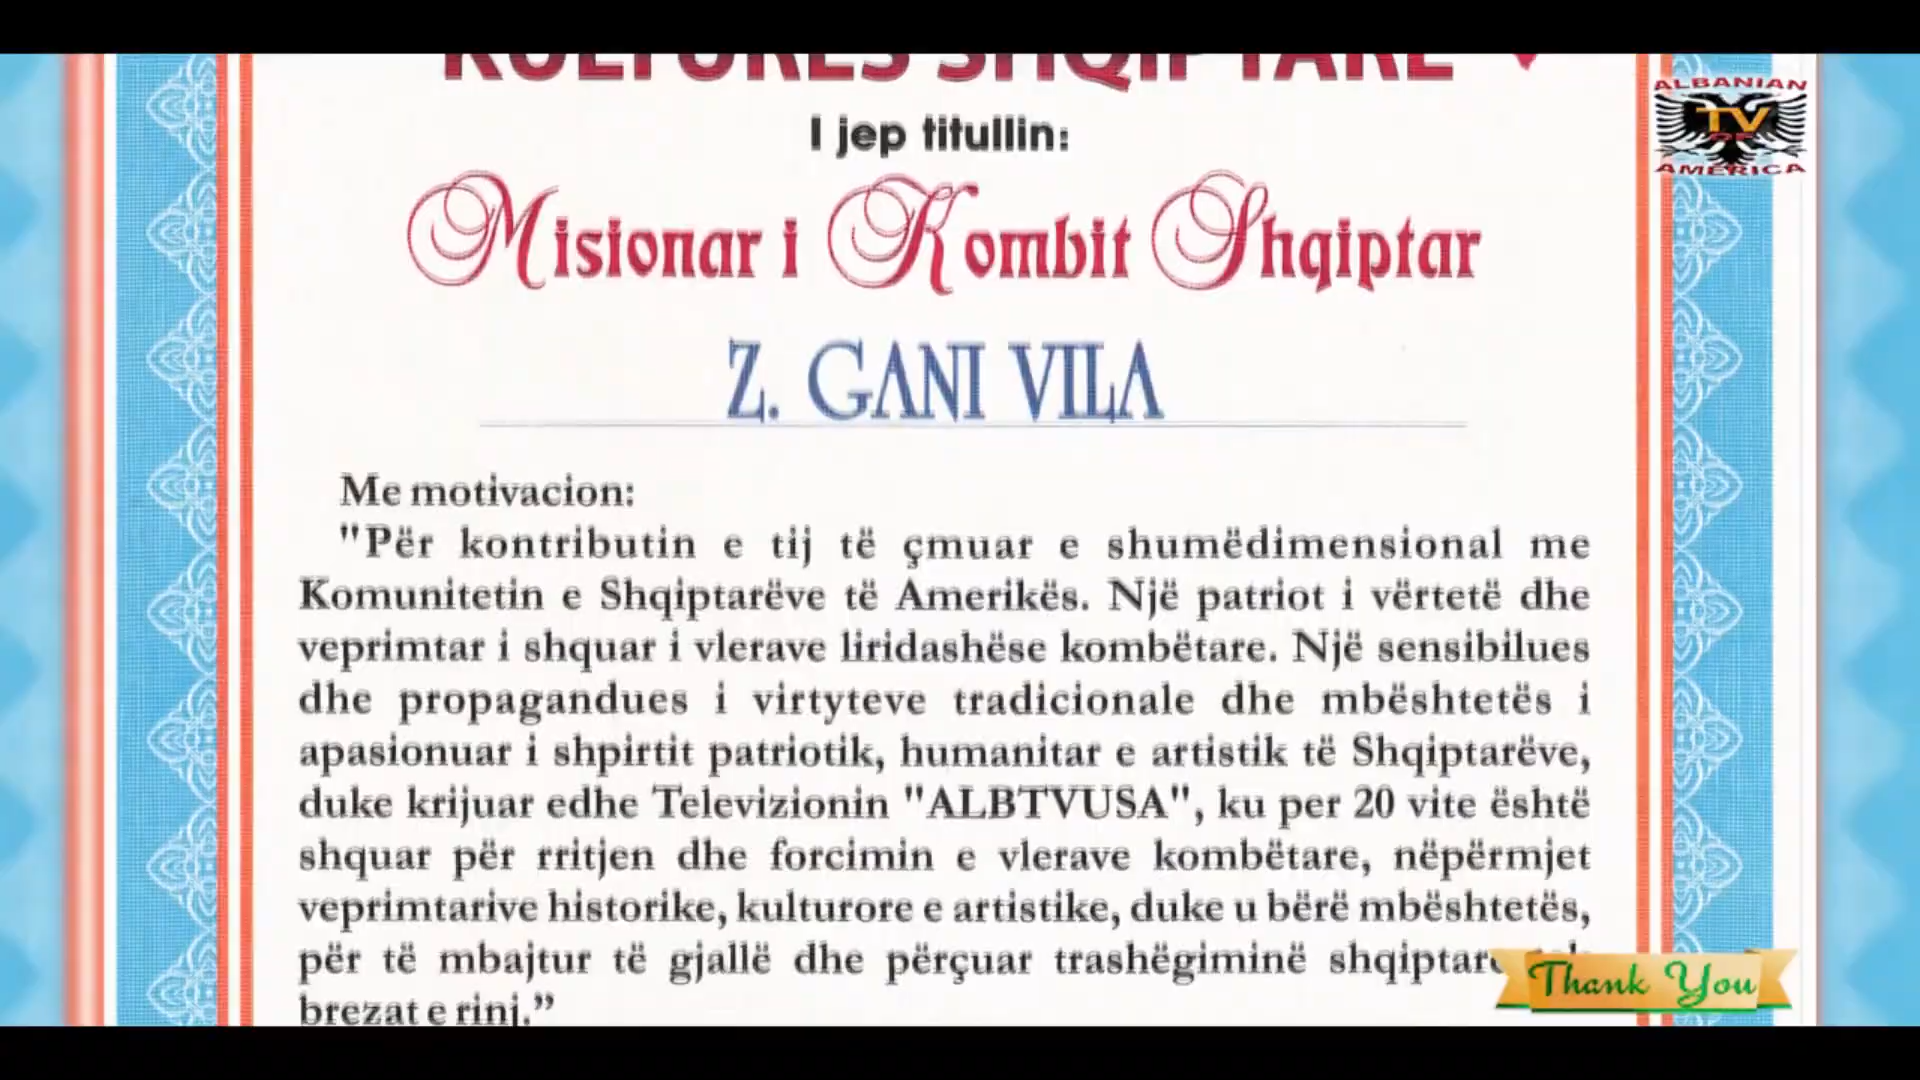 KULTURËS SHQIPTARE
I jep titullin:
Misionar i Kombit Shqiptar
Z. GANI VILA
Me motivacion:
"Për kontributin e tij të çmuar e shumëdimensional me
Komunitetin e Shqiptarëve të Amerikës. Një patriot i vërtetë dhe
veprimtar i shquar i vlerave liridashëse kombëtare. Një sensibilues
dhe propagandues i virtyteve tradicionale dhe mbështetës i
apasionuar i shpirtit patriotik, humanitar e artistik të Shqiptarëve,
duke krijuar edhe Televizionin "ALBTVUSA", ku per 20 vite është
shquar për rritjen dhe forcimin e vlerave kombëtare, nëpërmjet
veprimtarive historike, kulturore e artistike, duke u bërë mbështetës,
për të mbajtur të gjallë dhe përçuar trashëgiminë
brezat e rinj.”
ALBANIAN
TV
OF
AMERICA
Thank You